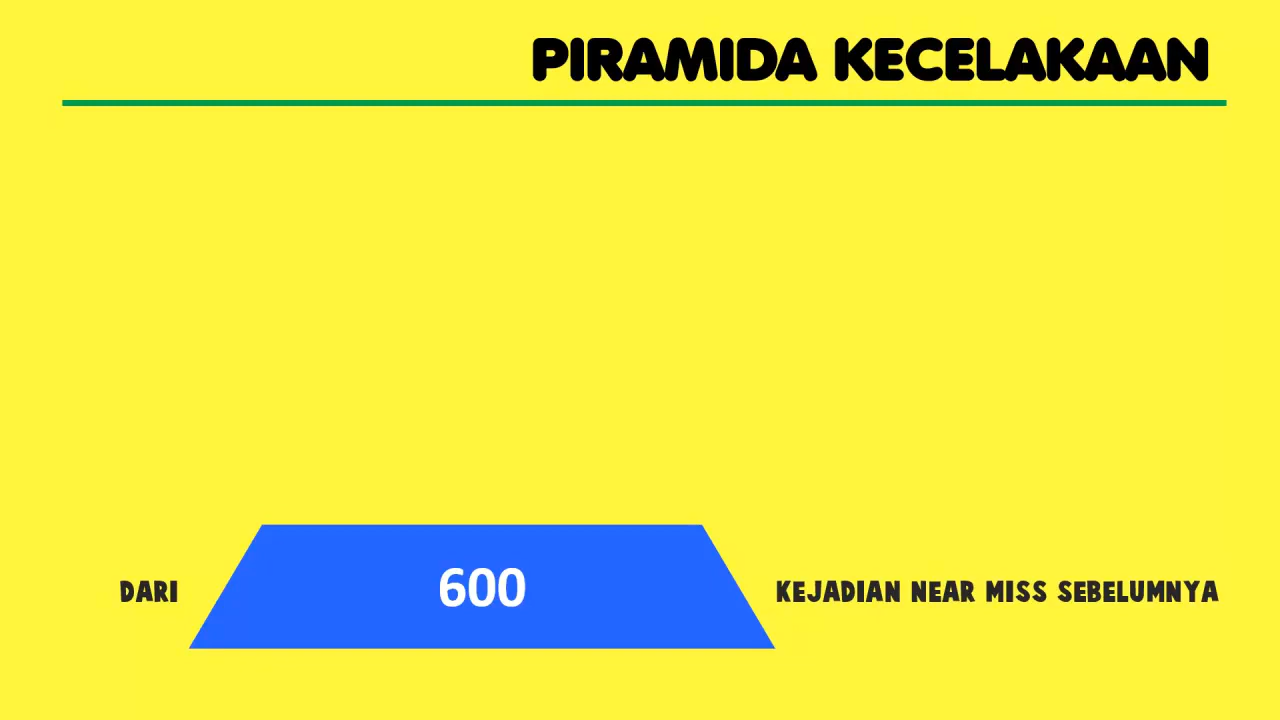 PIRAMIDA KECELAKAAN
DARI 600 KEJADIAN NEAR MISS SEBELUMNYA